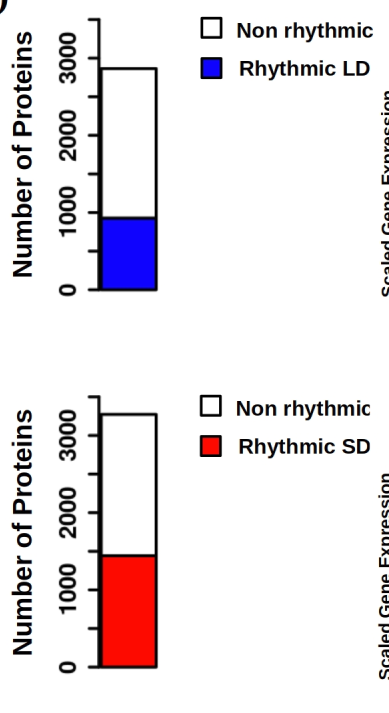 Number of Proteins
3000
2000
1000
0
Non rhythmic
Rhythmic LD
Scaled Gene Expression
Number of Proteins
3000
2000
1000
0
Non rhythmic
Rhythmic SD
Scaled Gene Expression